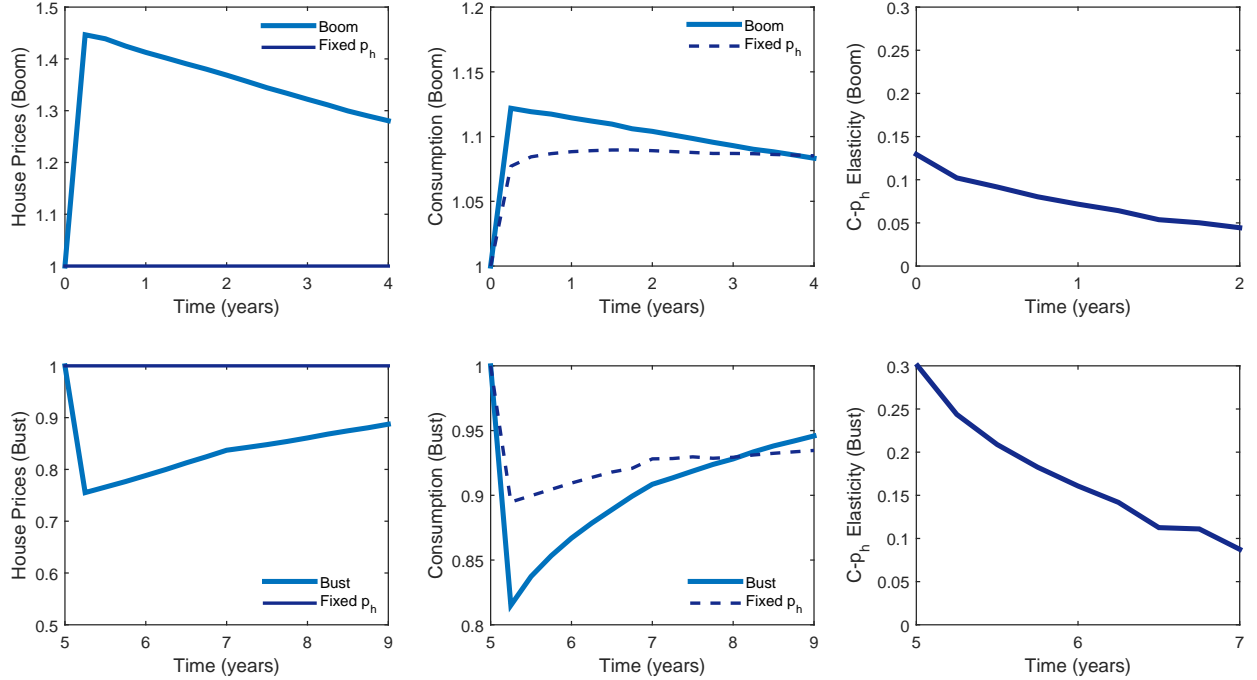 House Prices (Boom)
1.5
1.4
1.3
1.2
1.1
1
0 1 2 3 4
Time (years)
Boom
Fixed p_h
Consumption (Boom)
1.2
1.15
1.1
1.05
1
0 1 2 3 4
Time (years)
Boom
Fixed p_h
C-p_h Elasticity (Boom)
0.3
0.25
0.2
0.15
0.1
0.05
0
0 1 2
Time (years)
House Prices (Bust)
1
0.9
0.8
0.7
0.6
0.5
5 6 7 8 9
Time (years)
Bust
Fixed p_h
Consumption (Bust)
1
0.95
0.9
0.85
0.8
5 6 7 8 9
Time (years)
Bust
Fixed p_h
C-p_h Elasticity (Bust)
0.3
0.25
0.2
0.15
0.1
0.05
0
5 6 7
Time (years)